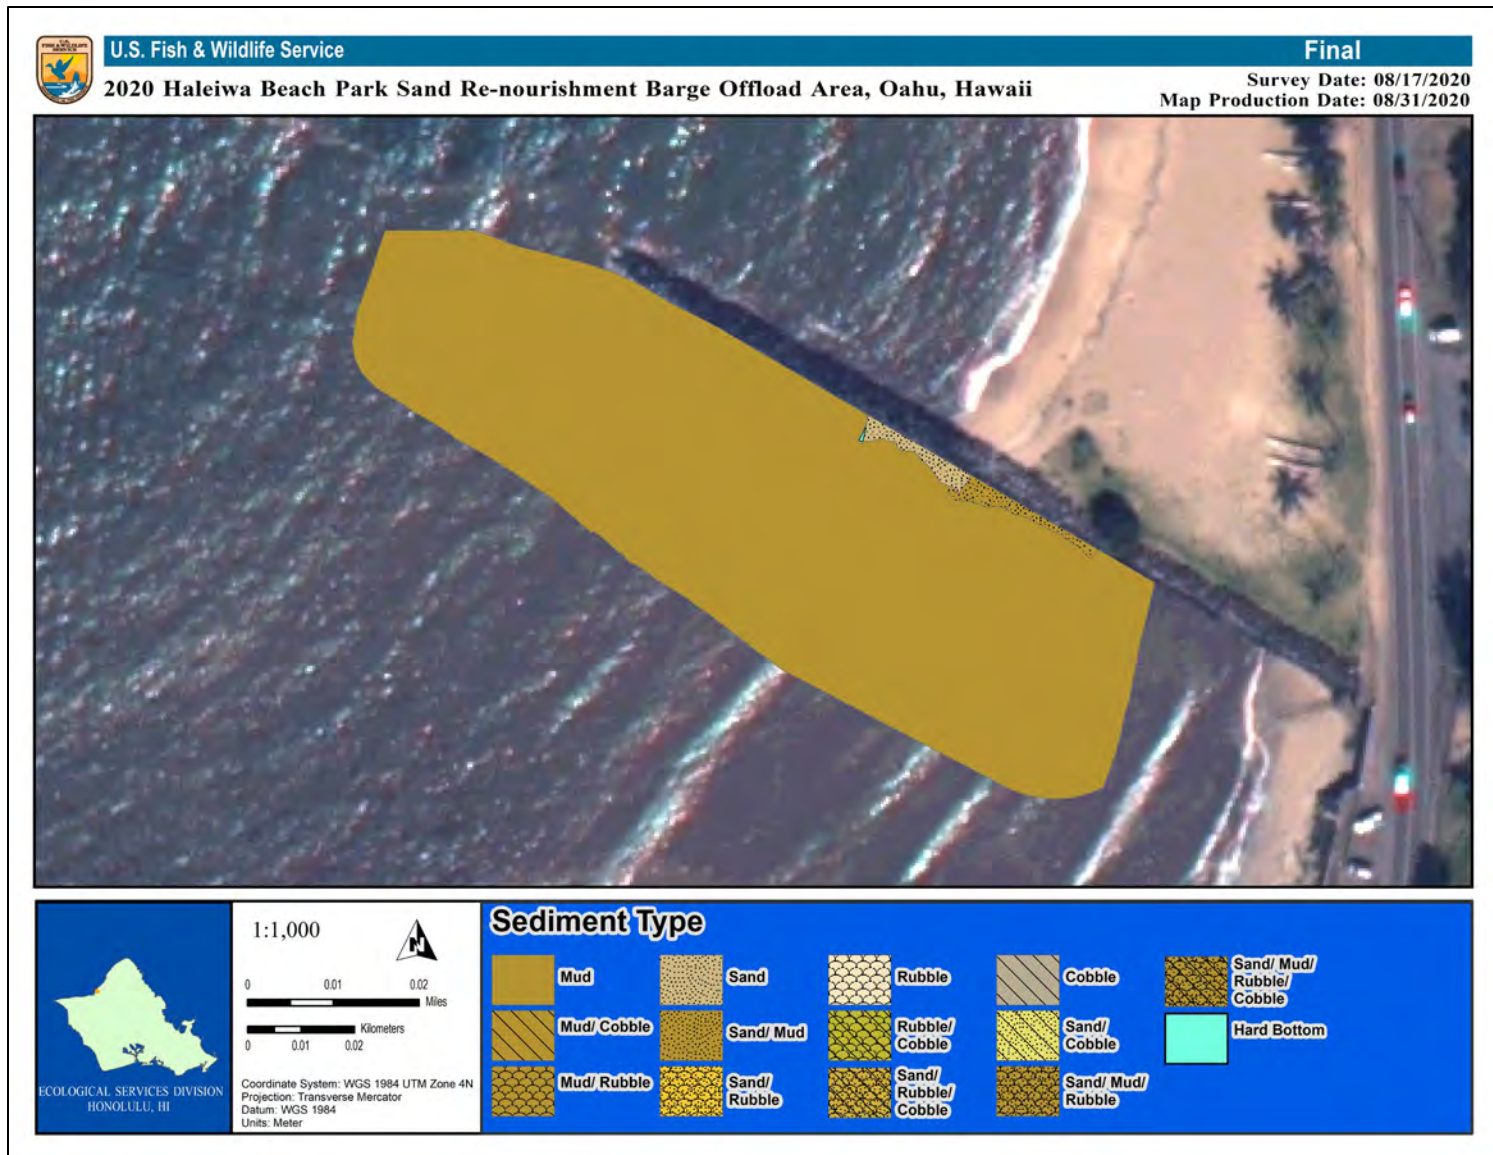 U.S.
FISH & WILDLIFE
SERVICE
U.S. Fish & Wildlife Service
Final
2020 Haleiwa Beach Park Sand Re-nourishment Barge Offload Area, Oahu, Hawaii
Survey Date: 08/17/2020
Map Production Date: 08/31/2020
ECOLOGICAL SERVICES DIVISION
HONOLULU, HI
1:1,000
N
0 0.01 0.02
Miles
Kilometers
0 0.01 0.02
Coordinate System: WGS 1984 UTM Zone 4N
Projection: Transverse Mercator
Datum: WGS 1984
Units: Meter
Sediment Type
Mud
Mud/ Cobble
Mud/ Rubble
Sand
Sand/ Mud
Sand/
Rubble
Rubble
Rubble/
Cobble
Sand/
Rubble/
Cobble
Cobble
Sand/
Cobble
Sand/ Mud/
Rubble
Sand/ Mud/
Rubble/
Cobble
Hard Bottom